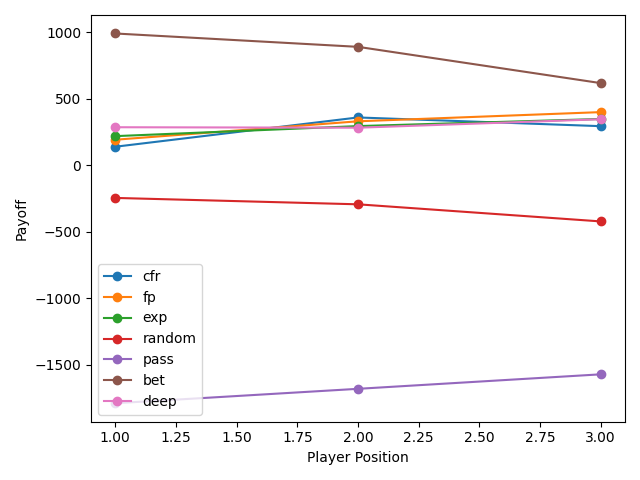 1000
500
0
−500
−1000
−1500
Payoff
cfr
fp
exp
random
pass
bet
deep
1.00 1.25 1.50 1.75 2.00 2.25 2.50 2.75 3.00
Player Position